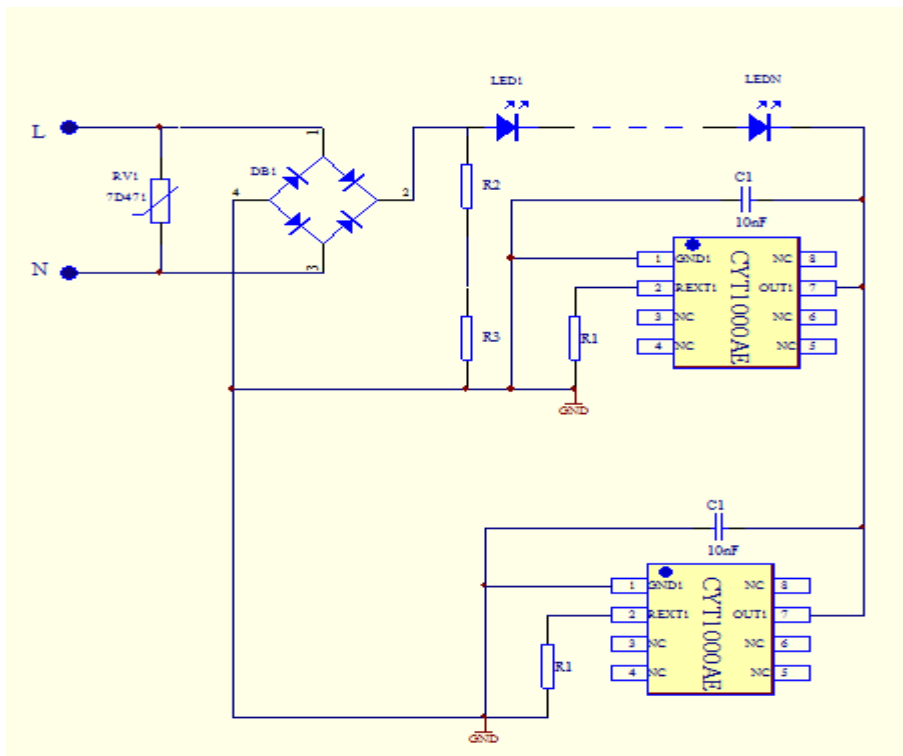 LED1 LEDN
L
1
RV1
7D471
DB1
4
2
R2
C1
10nF
N
3
1 GND1 NC 8
2 REXT1 OUT1 7
3 NC NC 6
4 NC NC 5
CYT1000AE
R3
R1
GND
C1
10nF
1 GND1 NC 8
2 REXT1 OUT1 7
3 NC NC 6
4 NC NC 5
CYT1000AE
R1
GND